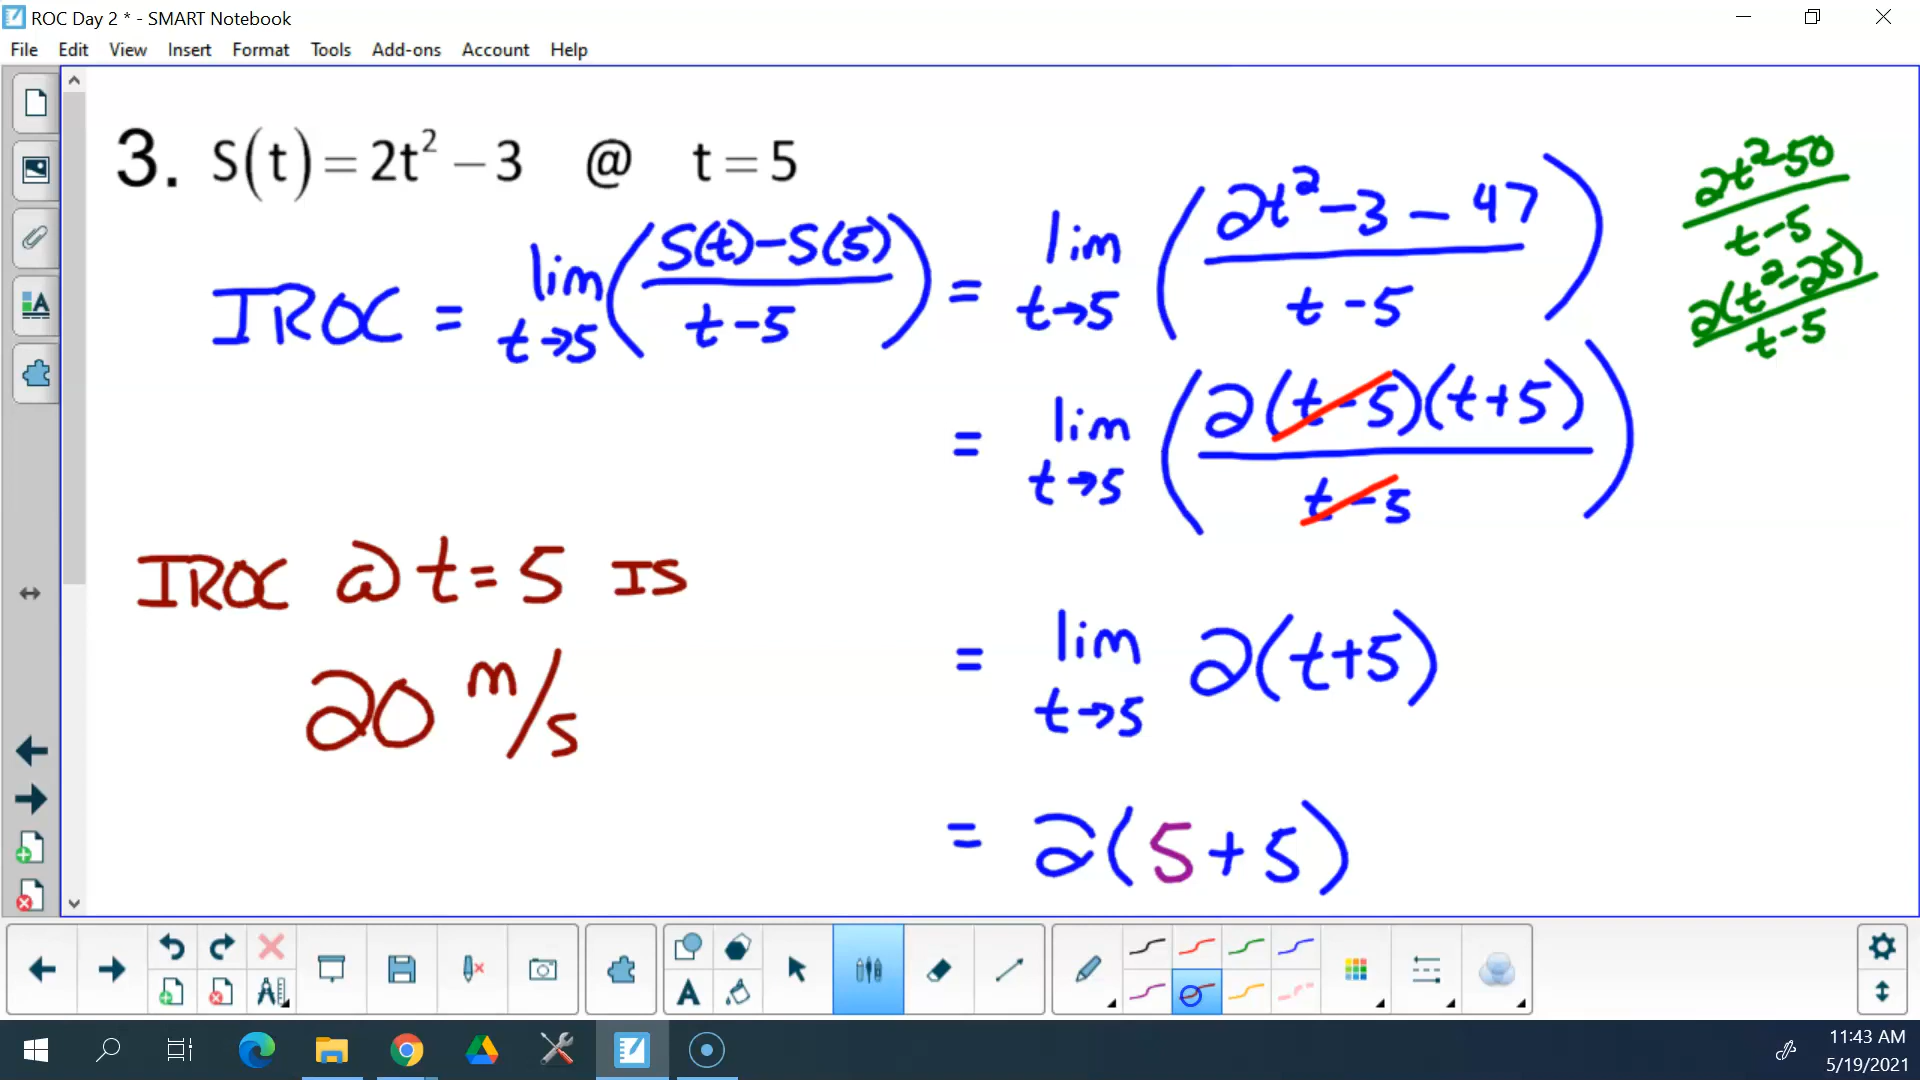 ROC Day 2 * - SMART Notebook
File Edit View Insert Format Tools Add-ons Account Help
3. S(t) = 2t² − 3 @ t = 5
IROC = lim t→5 (S(t) − S(5) / t − 5) = lim t→5 (2t² − 3 − 47 / t − 5)
2t² − 50 / t − 5
2(t² − 25) / t − 5
= lim t→5 (2(t − 5)(t + 5) / t − 5)
= lim t→5 2(t + 5)
= 2(5 + 5)
IROC @ t = 5 IS
20 m/s
A
11:43 AM
5/19/2021